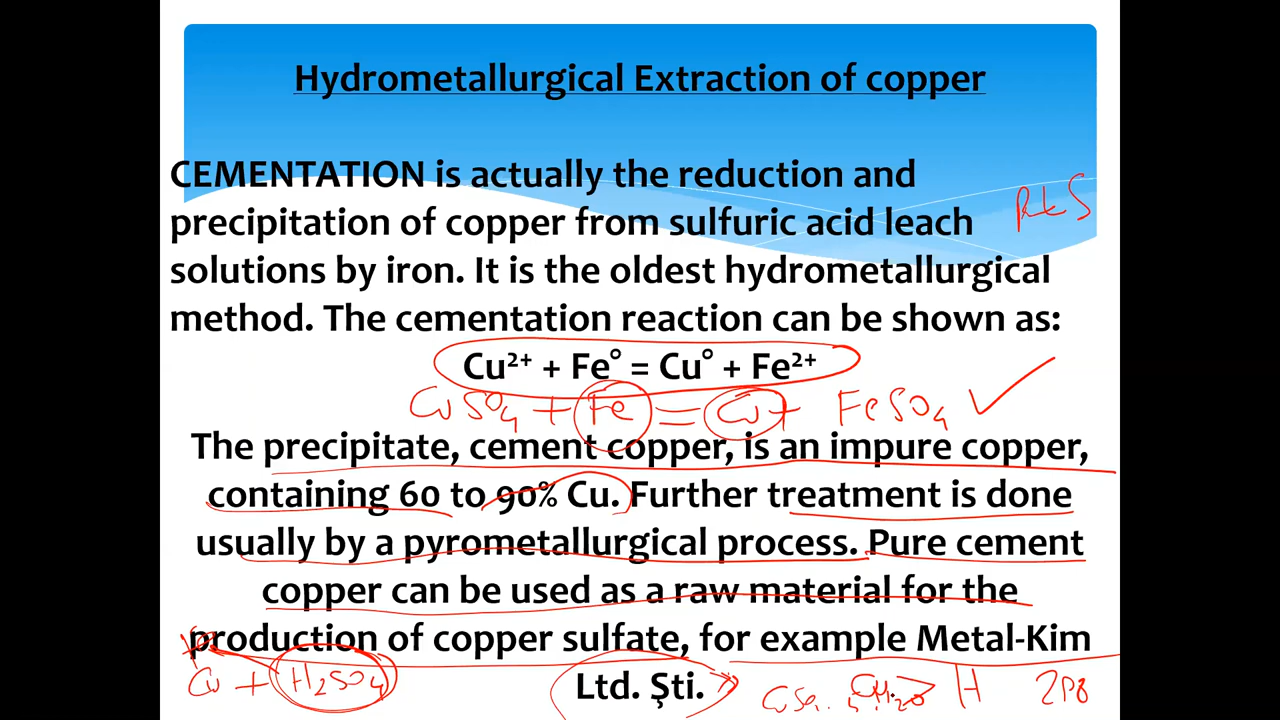 Hydrometallurgical Extraction of copper
CEMENTATION is actually the reduction and
precipitation of copper from sulfuric acid leach
solutions by iron. It is the oldest hydrometallurgical
method. The cementation reaction can be shown as:
Cu²⁺ + Fe° = Cu° + Fe²⁺
CuSO₄ + Fe = Cu + FeSO₄
The precipitate, cement copper, is an impure copper,
containing 60 to 90% Cu. Further treatment is done
usually by a pyrometallurgical process. Pure cement
copper can be used as a raw material for the
production of copper sulfate, for example Metal-Kim
Cu + H₂SO₄
Ltd. Şti.